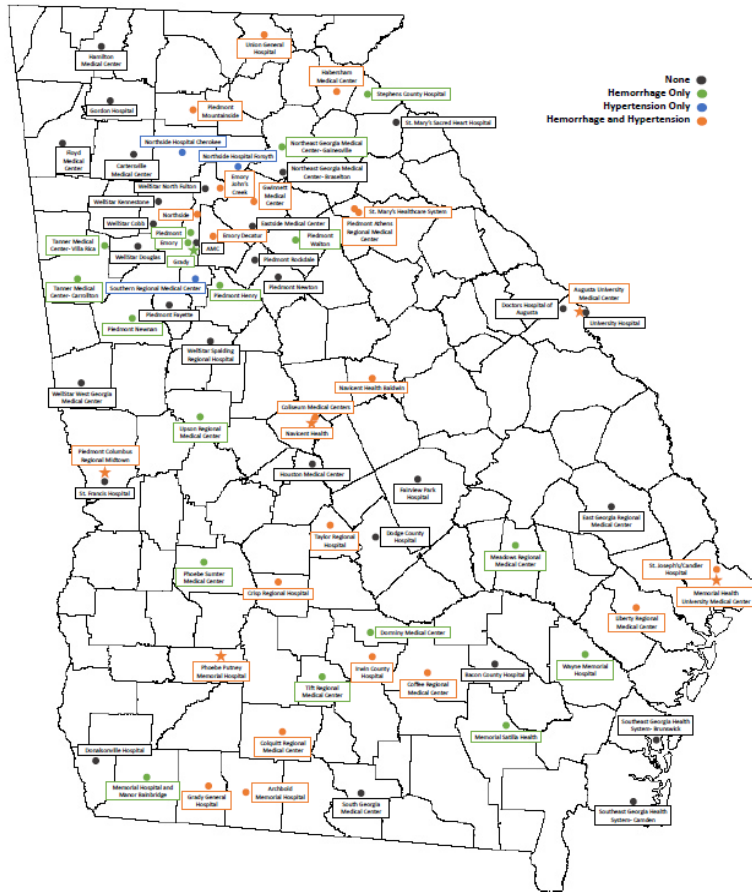 None
Hemorrhage Only
Hypertension Only
Hemorrhage and Hypertension
Union General
Hospital
Hamilton
Medical Center
Habersham
Medical Center
Stephens County Hospital
Gordon Hospital
Piedmont
Mountainside
St. Mary's Sacred Heart Hospital
Floyd
Medical
Center
Cartersville
Medical Center
Northside Hospital Cherokee
Northside Hospital Forsyth
Northeast Georgia Medical
Center- Gainesville
Northeast Georgia Medical
Center- Braselton
WellStar North Fulton
Emory
John's
Creek
Gwinnett
Medical
Center
WellStar Kennestone
Northside
WellStar Cobb
Eastside Medical Center
St. Mary's Healthcare System
Piedmont Athens
Regional Medical
Center
Piedmont
Emory
Emory Decatur
Piedmont
Walton
Tanner Medical
Center- Villa Rica
WellStar Douglas
AMC
Grady
Piedmont Rockdale
Tanner Medical
Center- Carrollton
Southern Regional Medical Center
Piedmont Henry
Piedmont Newton
Piedmont Fayette
Piedmont Newnan
Augusta University
Medical Center
Doctors Hospital of
Augusta
University Hospital
WellStar Spalding
Regional Hospital
WellStar West Georgia
Medical Center
Navicent Health Baldwin
Coliseum Medical Centers
Navicent Health
Upson Regional
Medical Center
Piedmont Columbus
Regional Midtown
St. Francis Hospital
Houston Medical Center
Fairview Park
Hospital
East Georgia Regional
Medical Center
Taylor Regional
Hospital
Dodge County
Hospital
Meadows Regional
Medical Center
Phoebe Sumter
Medical Center
Crisp Regional Hospital
St. Joseph's/Candler
Hospital
Memorial Health
University Medical Center
Liberty Regional
Medical Center
Dorminy Medical Center
Phoebe Putney
Memorial Hospital
Irwin County
Hospital
Coffee Regional
Medical Center
Bacon County Hospital
Wayne Memorial
Hospital
Tift Regional
Medical Center
Memorial Satilla Health
Southeast Georgia Health
System- Brunswick
Colquitt Regional
Medical Center
Donalsonville Hospital
Memorial Hospital and
Manor Bainbridge
Grady General
Hospital
Archbold
Memorial Hospital
South Georgia
Medical Center
Southeast Georgia Health
System- Camden